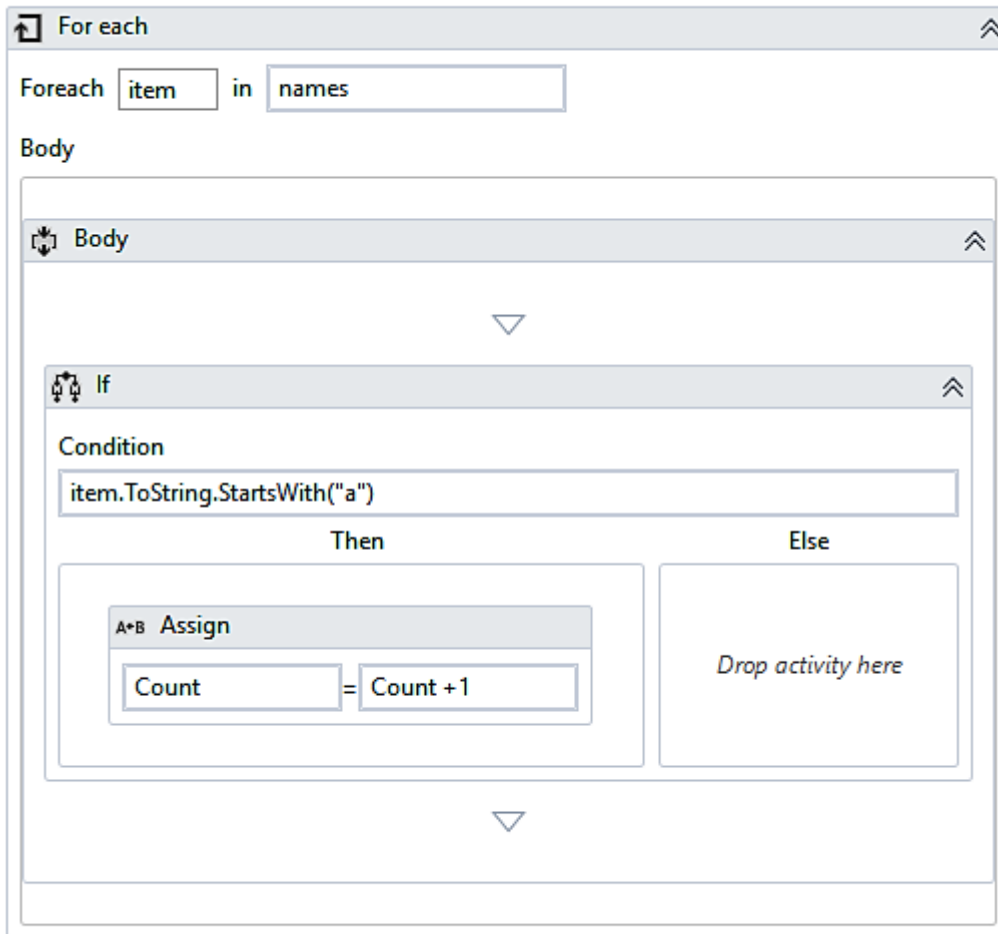 For each
Foreach item in names
Body
Body
If
Condition
item.ToString.StartsWith("a")
Then Else
A+B Assign
Count = Count +1
Drop activity here